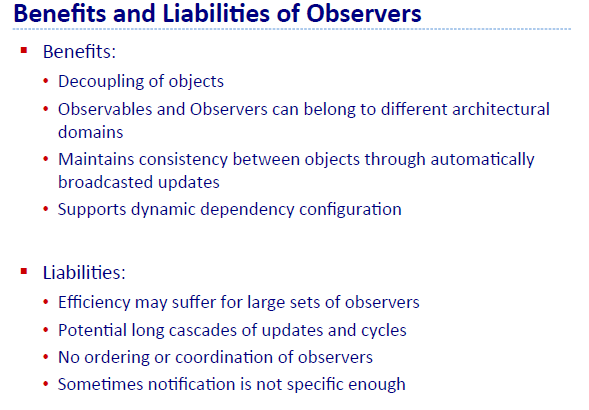 Benefits and Liabilities of Observers
▪ Benefits:
• Decoupling of objects
• Observables and Observers can belong to different architectural
domains
• Maintains consistency between objects through automatically
broadcasted updates
• Supports dynamic dependency configuration
▪ Liabilities:
• Efficiency may suffer for large sets of observers
• Potential long cascades of updates and cycles
• No ordering or coordination of observers
• Sometimes notification is not specific enough